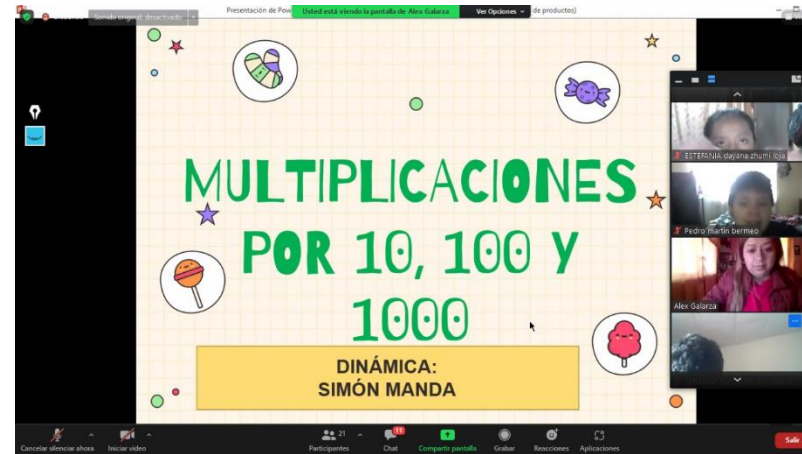 Sonido original: desactivado
Presentación de Pow
Usted está viendo la pantalla de Alex Galarza
Ver Opciones
de productos)
MULTIPLICACIONES
POR 10, 100 Y
1000
DINÁMICA:
SIMÓN MANDA
ESTEFANIA dayana zhumi loja
Pedro martin bermeo
Alex Galarza
Cancelar silenciar ahora
Iniciar video
21
Participantes
11
Chat
Compartir pantalla
Grabar
Reacciones
Aplicaciones
Salir